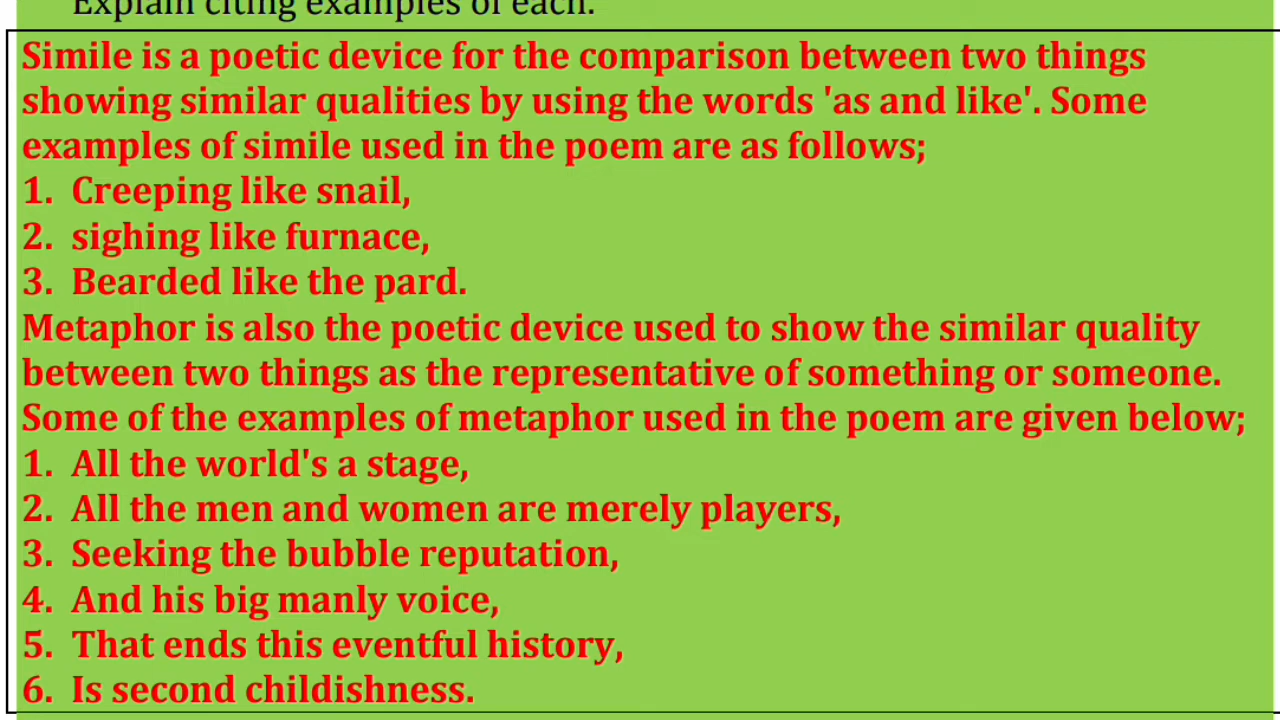 Explain citing examples of each.
Simile is a poetic device for the comparison between two things
showing similar qualities by using the words 'as and like'. Some
examples of simile used in the poem are as follows;
1. Creeping like snail,
2. sighing like furnace,
3. Bearded like the pard.
Metaphor is also the poetic device used to show the similar quality
between two things as the representative of something or someone.
Some of the examples of metaphor used in the poem are given below;
1. All the world's a stage,
2. All the men and women are merely players,
3. Seeking the bubble reputation,
4. And his big manly voice,
5. That ends this eventful history,
6. Is second childishness.